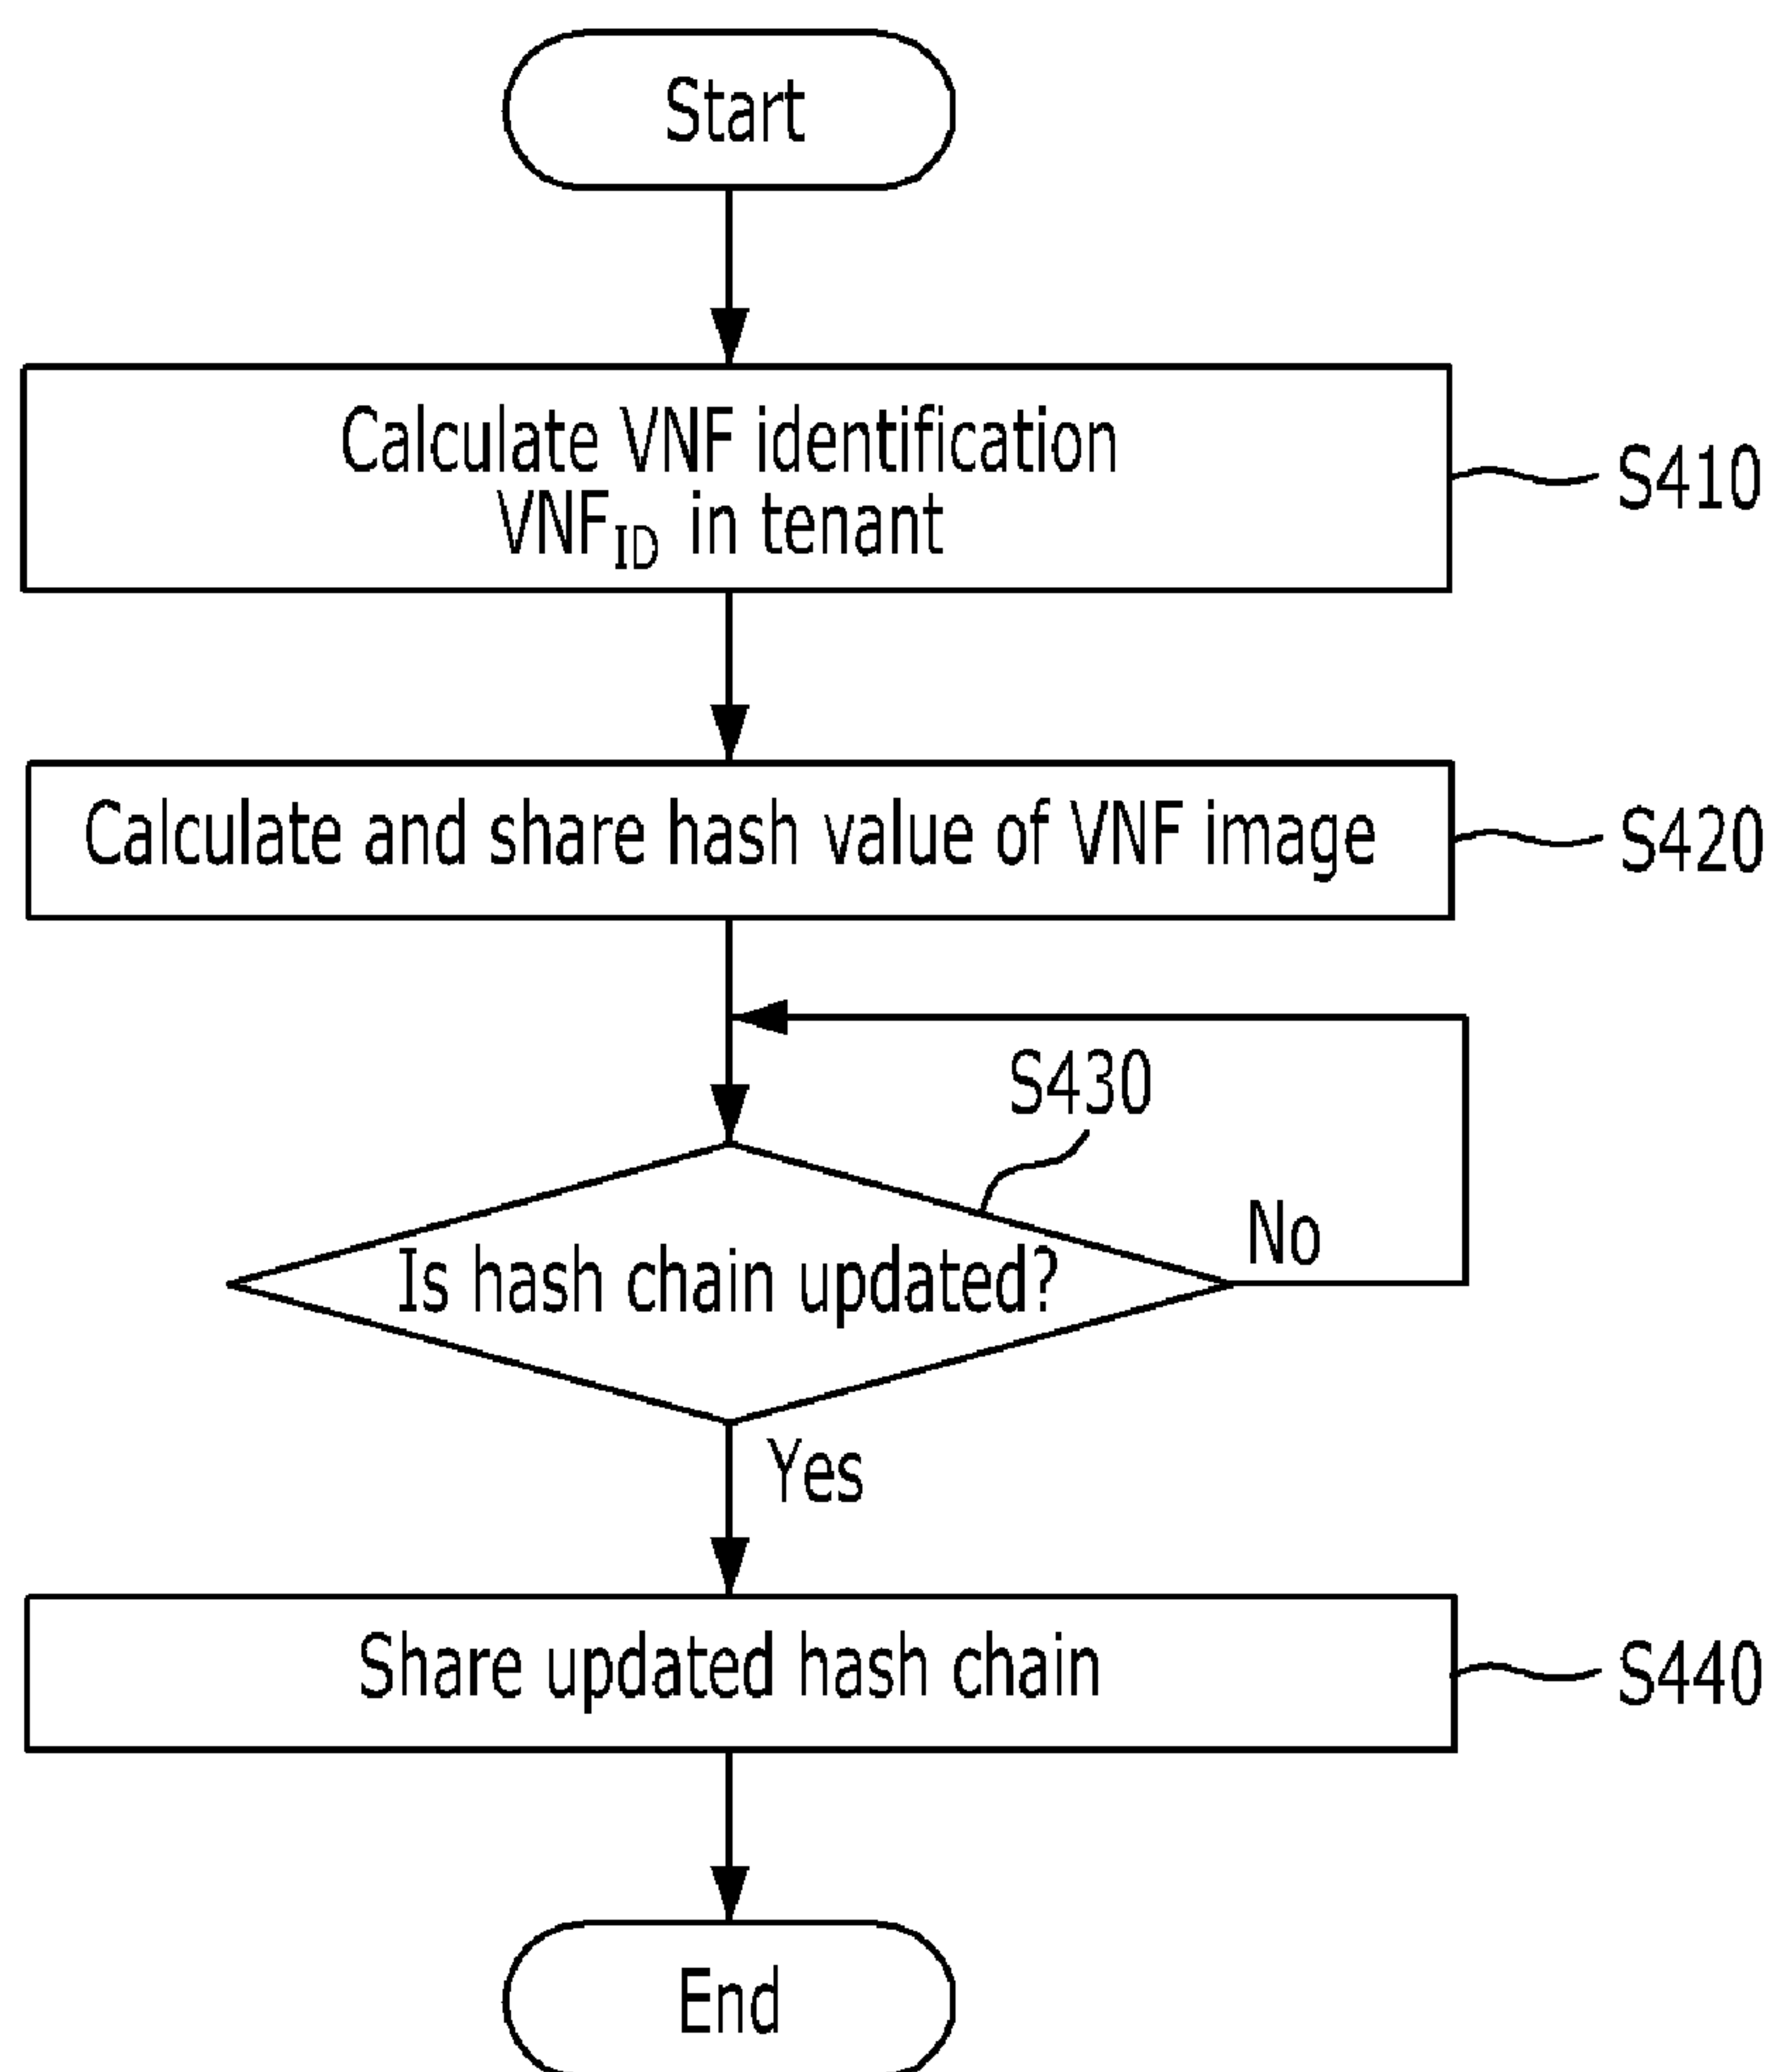 Start
Calculate VNF identification
VNF_ID in tenant
S410
Calculate and share hash value of VNF image
S420
S430
No
Is hash chain updated?
Yes
Share updated hash chain
S440
End